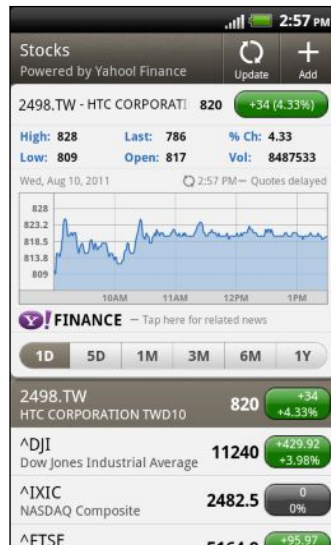 2:57 PM
Stocks
Powered by Yahoo! Finance
Update
Add
2498.TW - HTC CORPORATI 820 +34 (4.33%)
High: 828 Last: 786 % Ch: 4.33
Low: 809 Open: 817 Vol: 8487533
Wed, Aug 10, 2011 2:57 PM— Quotes delayed
828
823.2
818.5
813.8
809
10AM 11AM 12PM 1PM
Y! FINANCE — Tap here for related news
1D 5D 1M 3M 6M 1Y
2498.TW
HTC CORPORATION TWD10
820
+34
+4.33%
^DJI
Dow Jones Industrial Average
11240
+429.92
+3.98%
^IXIC
NASDAQ Composite
2482.5
0
0%
^FTSE
+95.97